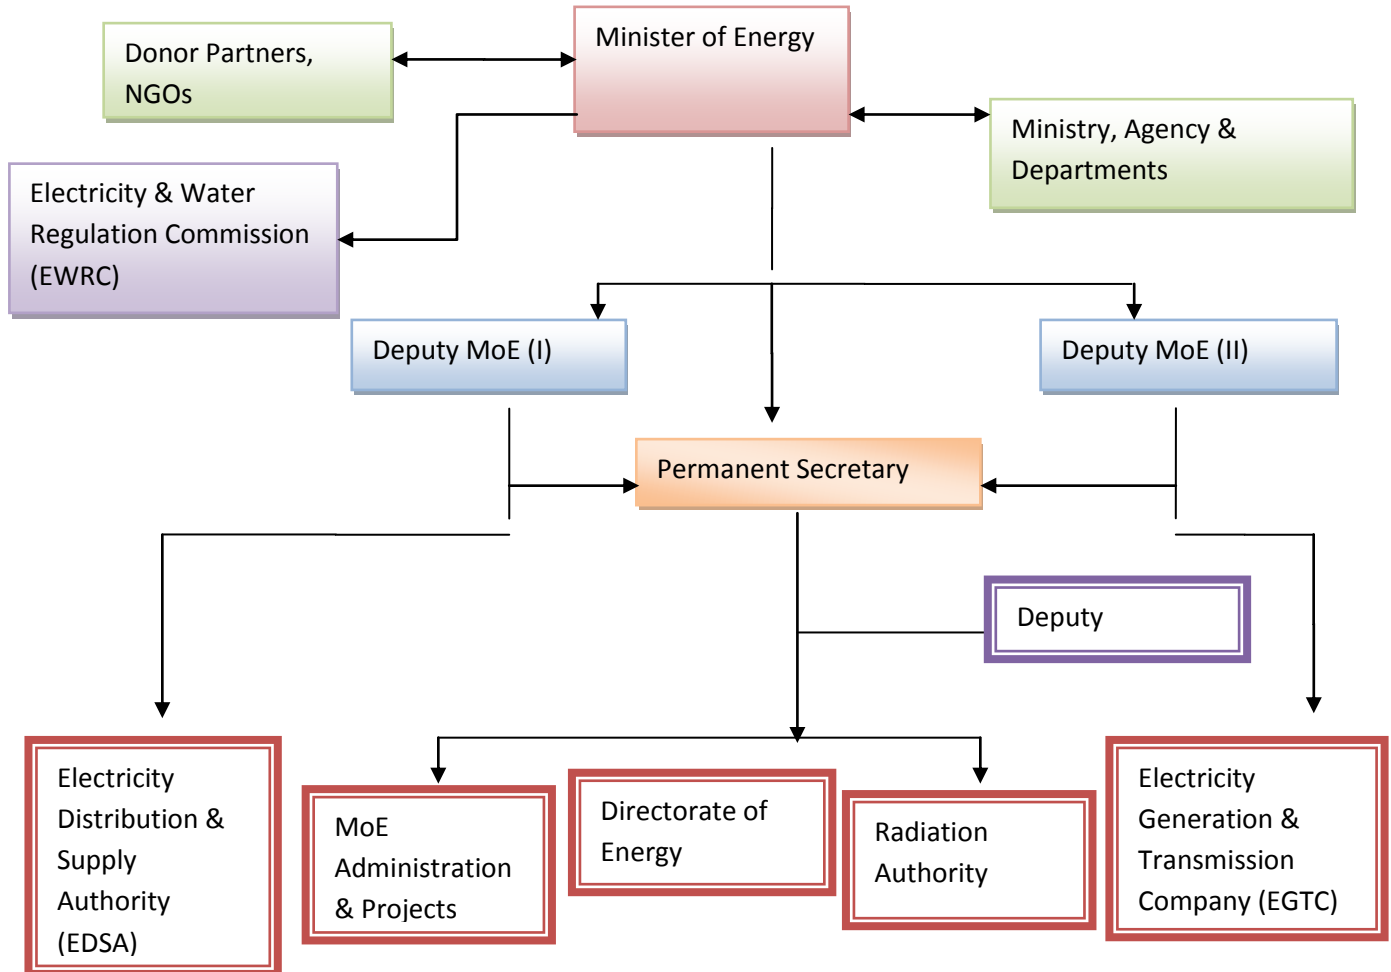 Minister of Energy
Donor Partners,
NGOs
Ministry, Agency &
Departments
Electricity & Water
Regulation Commission
(EWRC)
Deputy MoE (I)
Deputy MoE (II)
Permanent Secretary
Deputy
Electricity
Distribution &
Supply
Authority
(EDSA)
MoE
Administration
& Projects
Directorate of
Energy
Radiation
Authority
Electricity
Generation &
Transmission
Company (EGTC)